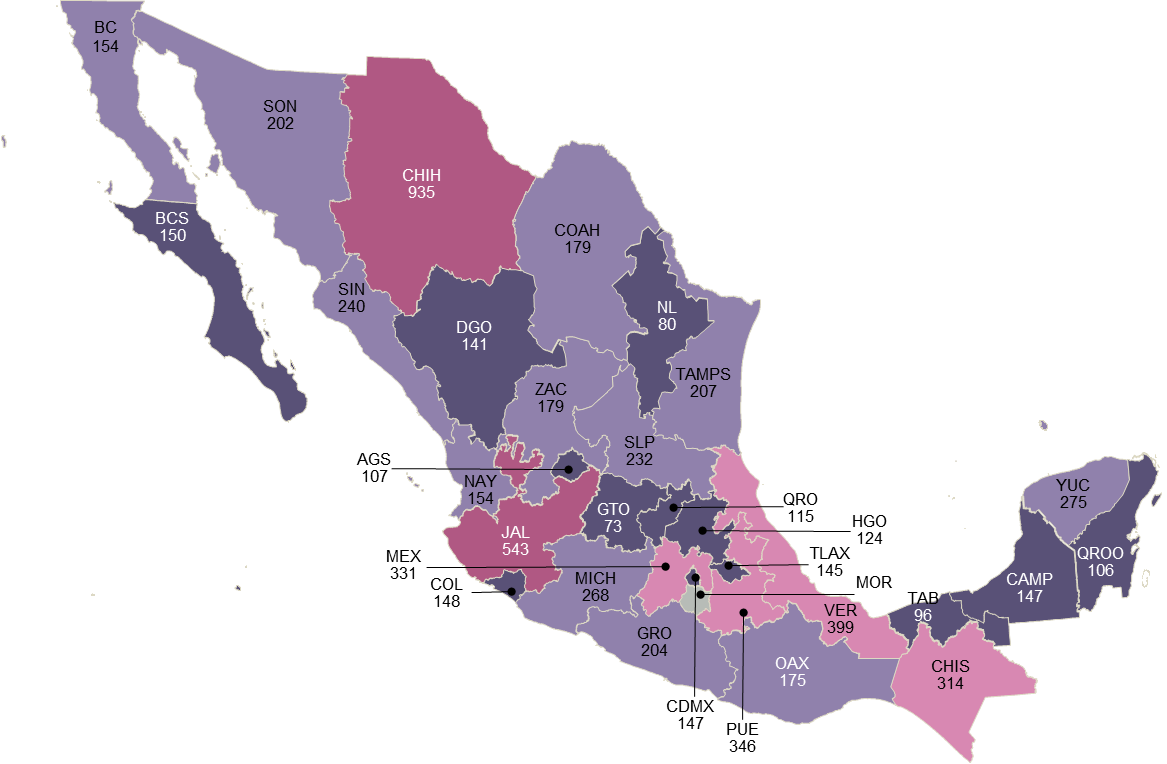 BC
154
SON
202
CHIH
935
BCS
150
COAH
179
SIN
240
NL
80
DGO
141
TAMPS
207
ZAC
179
SLP
232
AGS
107
NAY
154
GTO
73
QRO
115
YUC
275
HGO
124
JAL
543
MEX
331
TLAX
145
QROO
106
COL
148
MICH
268
MOR
CAMP
147
TAB
96
VER
399
GRO
204
OAX
175
CHIS
314
CDMX
147
PUE
346